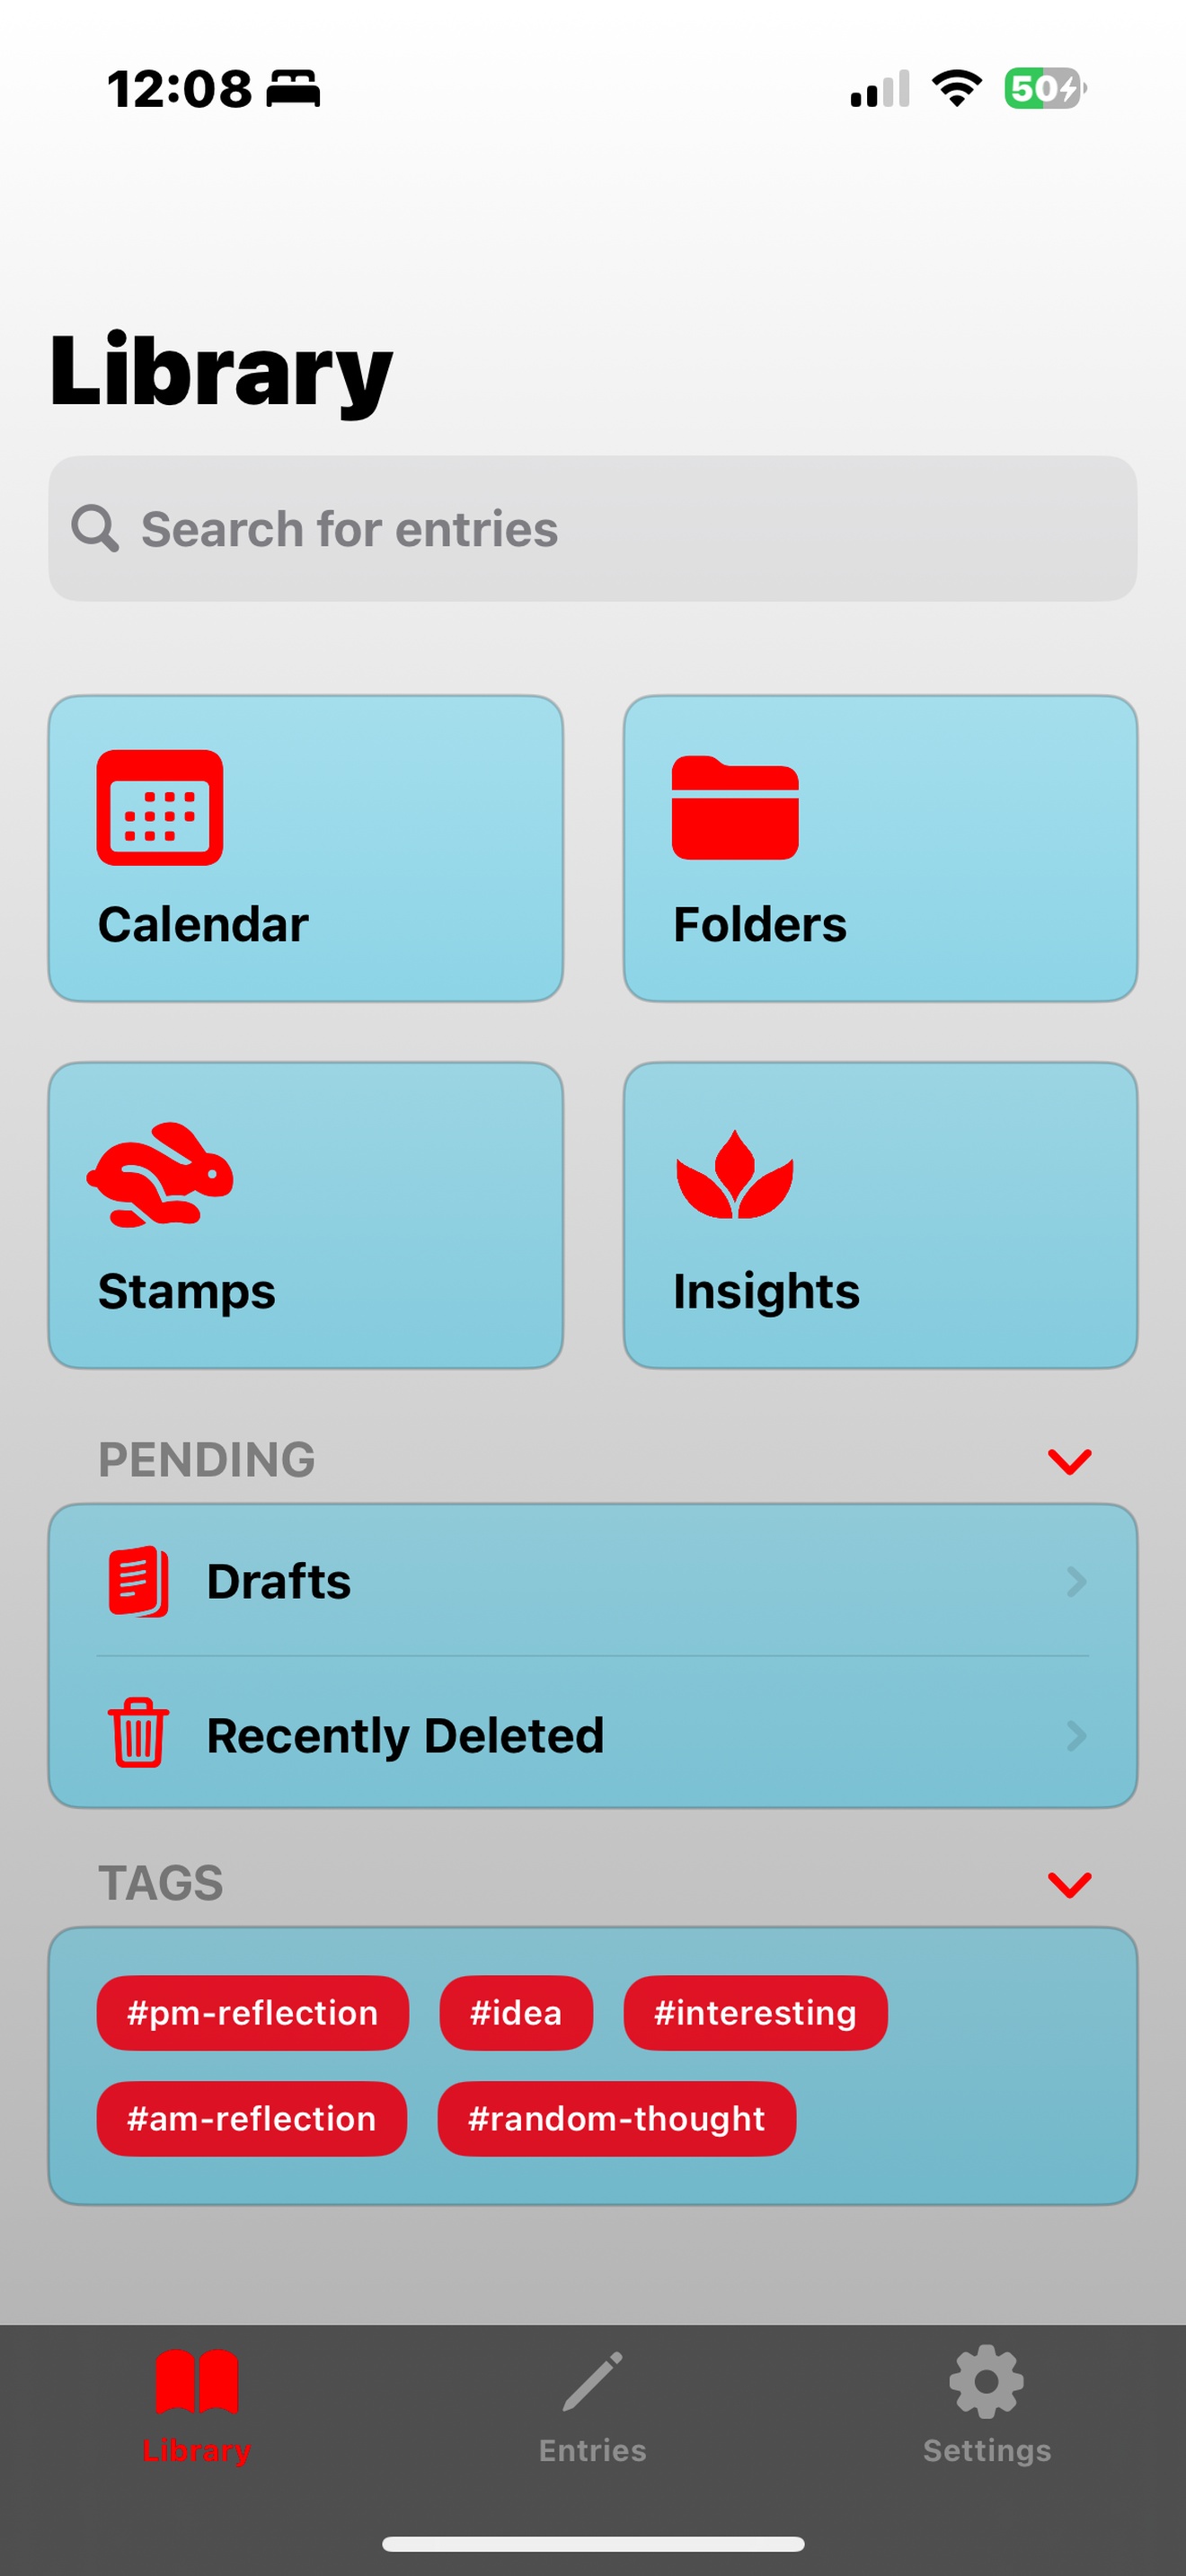 12:08
50
Library
Search for entries
Calendar
Folders
Stamps
Insights
PENDING
Drafts
Recently Deleted
TAGS
#pm-reflection #idea #interesting
#am-reflection #random-thought
Library Entries Settings